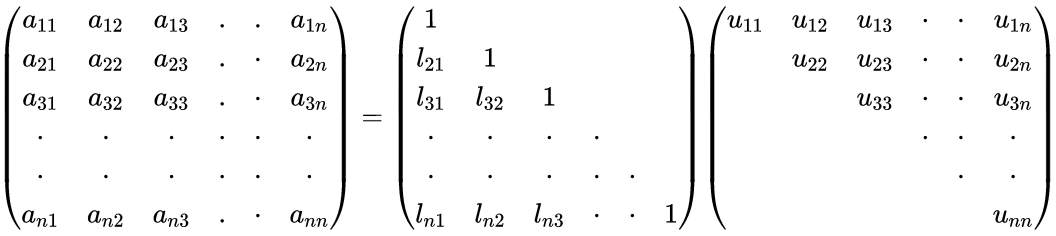 a₁₁ a₁₂ a₁₃ . . a₁ₙ 1 u₁₁ u₁₂ u₁₃ · · u₁ₙ
a₂₁ a₂₂ a₂₃ . · a₂ₙ l₂₁ 1 u₂₂ u₂₃ · · u₂ₙ
a₃₁ a₃₂ a₃₃ . · a₃ₙ = l₃₁ l₃₂ 1 u₃₃ · · u₃ₙ
· · · · · · · · · · · · ·
· · · · · · · · · · · · ·
aₙ₁ aₙ₂ aₙ₃ . · aₙₙ lₙ₁ lₙ₂ lₙ₃ · · 1 uₙₙ